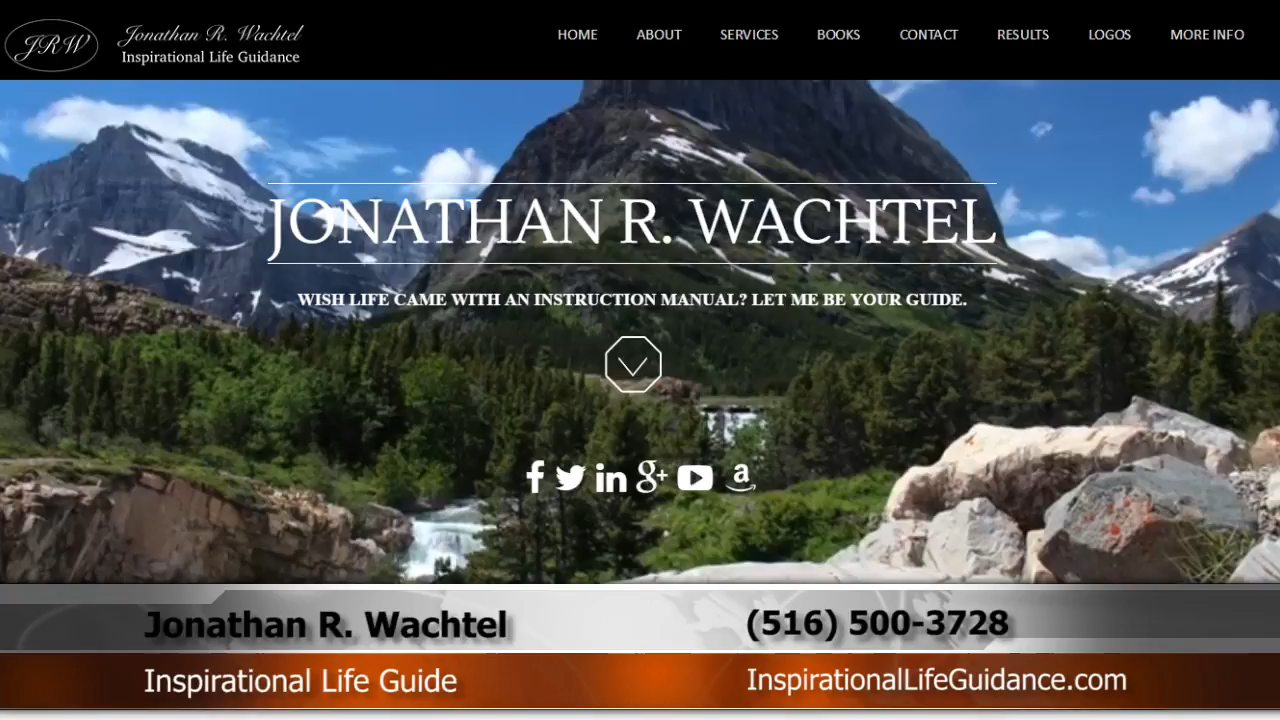 JRW
Jonathan R. Wachtel
Inspirational Life Guidance
HOME ABOUT SERVICES BOOKS CONTACT RESULTS LOGOS MORE INFO
JONATHAN R. WACHTEL
WISH LIFE CAME WITH AN INSTRUCTION MANUAL? LET ME BE YOUR GUIDE.
Jonathan R. Wachtel (516) 500-3728
Inspirational Life Guide InspirationalLifeGuidance.com